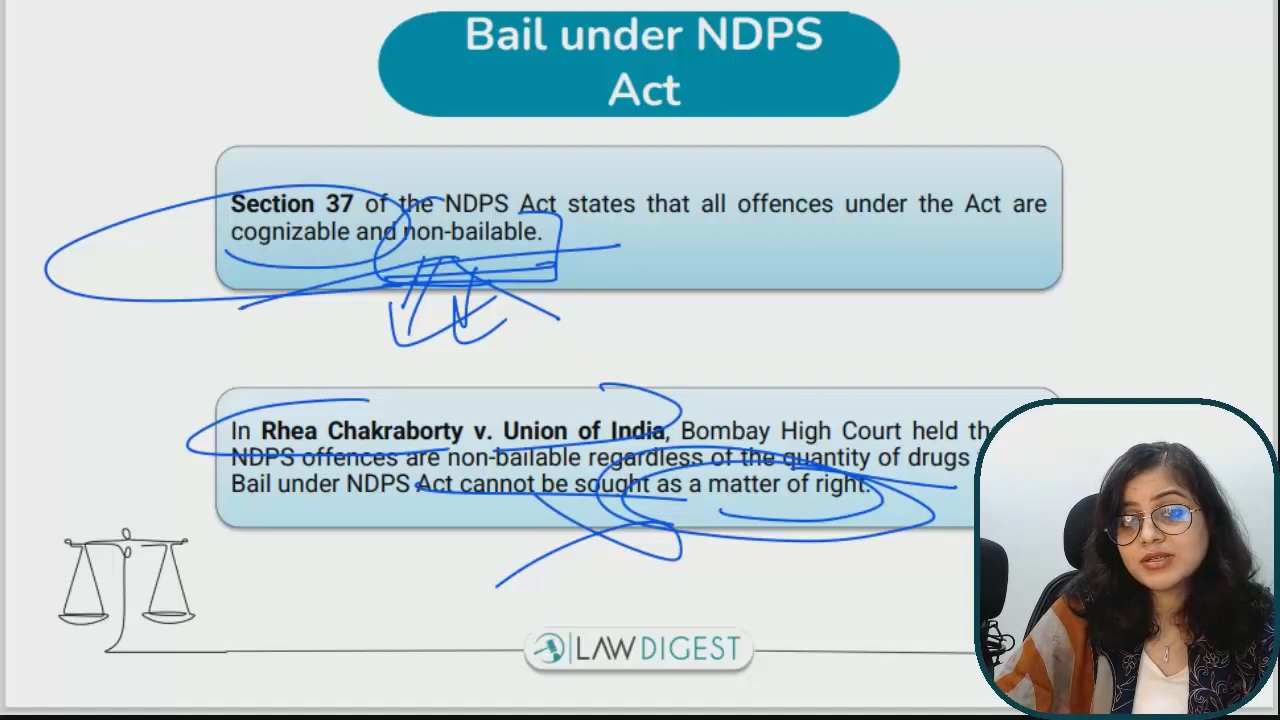 Bail under NDPS
Act
Section 37 of the NDPS Act states that all offences under the Act are
cognizable and non-bailable.
In Rhea Chakraborty v. Union of India, Bombay High Court held
NDPS offences are non-bailable regardless of the quantity of drugs
Bail under NDPS Act cannot be sought as a matter of right.
LAWDIGEST